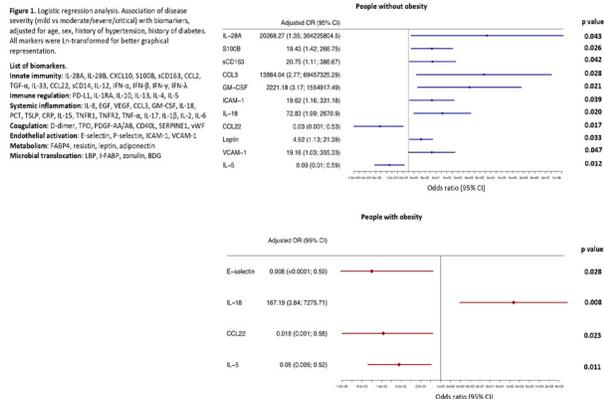 Figure 1. Logistic regression analysis. Association of disease
severity (mild vs moderate/severe/critical) with biomarkers,
adjusted for age, sex, history of hypertension, history of diabetes.
All markers were Ln-transformed for better graphical
representation.
List of biomarkers.
Innate immunity: IL-28A, IL-28B, CXCL10, S100B, sCD163, CCL2,
TGF-α, IL-33, CCL22, sCD14, IL-12, IFN-α, IFN-β, IFN-γ, IFN-λ
Immune regulation: PD-L1, IL-1RA, IL-10, IL-13, IL-4, IL-5
Systemic inflammation: IL-8, EGF, VEGF, CCL3, GM-CSF, IL-18,
PCT, TSLP, CRP, IL-15, TNFR1, TNFR2, TNF-α, IL-17, IL-1β, IL-2, IL-6
Coagulation: D-dimer, TPO, PDGF-AA/AB, CD40L, SERPINE1, vWF
Endothelial activation: E-selectin, P-selectin, ICAM-1, VCAM-1
Metabolism: FABP4, resistin, leptin, adiponectin
Microbial translocation: LBP, I-FABP, zonulin, BDG
People without obesity
Adjusted OR (95% CI) p value
IL-28A 20268.27 (1.35; 304225804.5) 0.043
S100B 19.43 (1.42; 266.75) 0.026
sCD163 20.75 (1.11; 386.67) 0.042
CCL3 13884.04 (2.77; 69457325.29) 0.028
GM-CSF 2221.18 (3.17; 1554917.49) 0.021
ICAM-1 19.62 (1.16; 331.18) 0.039
IL-18 72.83 (1.99; 2670.9) 0.020
CCL22 0.03 (0.001; 0.53) 0.017
Leptin 4.92 (1.13; 21.39) 0.033
VCAM-1 19.16 (1.03; 355.33) 0.047
IL-5 0.09 (0.01; 0.59) 0.012
Odds ratio (95% CI)
People with obesity
Adjusted OR (95% CI) p value
E-selectin 0.008 (<0.0001; 0.59) 0.028
IL-18 167.19 (3.84; 7275.71) 0.008
CCL22 0.018 (0.001; 0.58) 0.023
IL-5 0.05 (0.006; 0.52) 0.011
Odds ratio (95% CI)